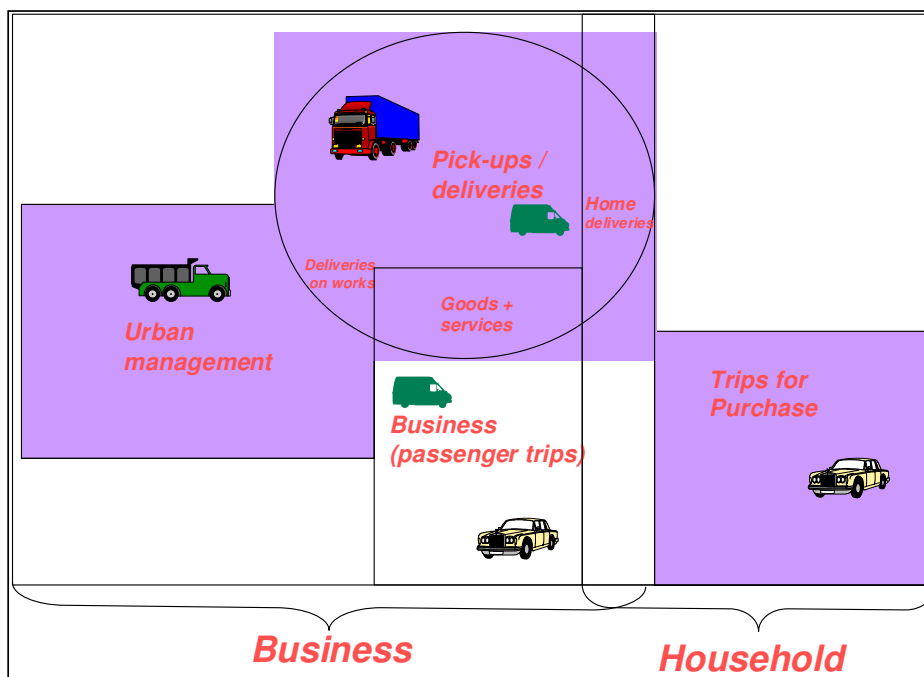 Pick-ups /
deliveries
Home
deliveries
Deliveries
on works
Goods +
services
Urban
management
Trips for
Purchase
Business
(passenger trips)
Business
Household